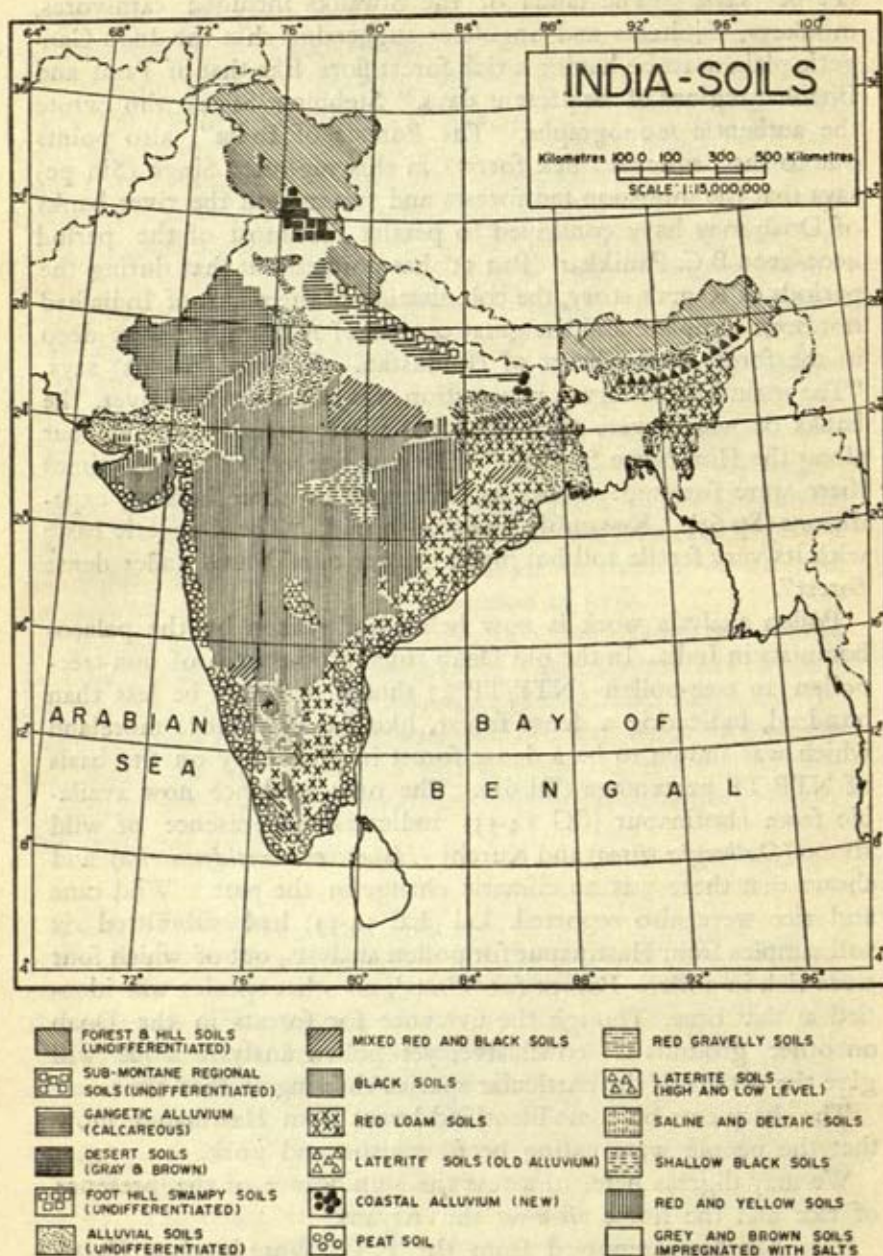 68°
72°
76°
80°
84°
88°
92°
96°
INDIA-SOILS
Kilometres 100 0 100 300 500 Kilometres
SCALE 1:15,000,000
ARABIAN
SEA
BAY OF
BENGAL
64°
68°
12°
8°
4°
72°
76°
80°
84°
88°
92°
96°
FOREST & HILL SOILS
(UNDIFFERENTIATED)
SUB-MONTANE REGIONAL
SOILS (UNDIFFERENTIATED)
GANGETIC ALLUVIUM
(CALCAREOUS)
DESERT SOILS
(GRAY & BROWN)
FOOT HILL SWAMPY SOILS
(UNDIFFERENTIATED)
ALLUVIAL SOILS
(UNDIFFERENTIATED)
MIXED RED AND BLACK SOILS
BLACK SOILS
RED LOAM SOILS
LATERITE SOILS (OLD ALLUVIUM)
COASTAL ALLUVIUM (NEW)
PEAT SOIL
RED GRAVELLY SOILS
LATERITE SOILS
(HIGH AND LOW LEVEL)
SALINE AND DELTAIC SOILS
SHALLOW BLACK SOILS
RED AND YELLOW SOILS
GREY AND BROWN SOILS
IMPREGNATED WITH SALTS